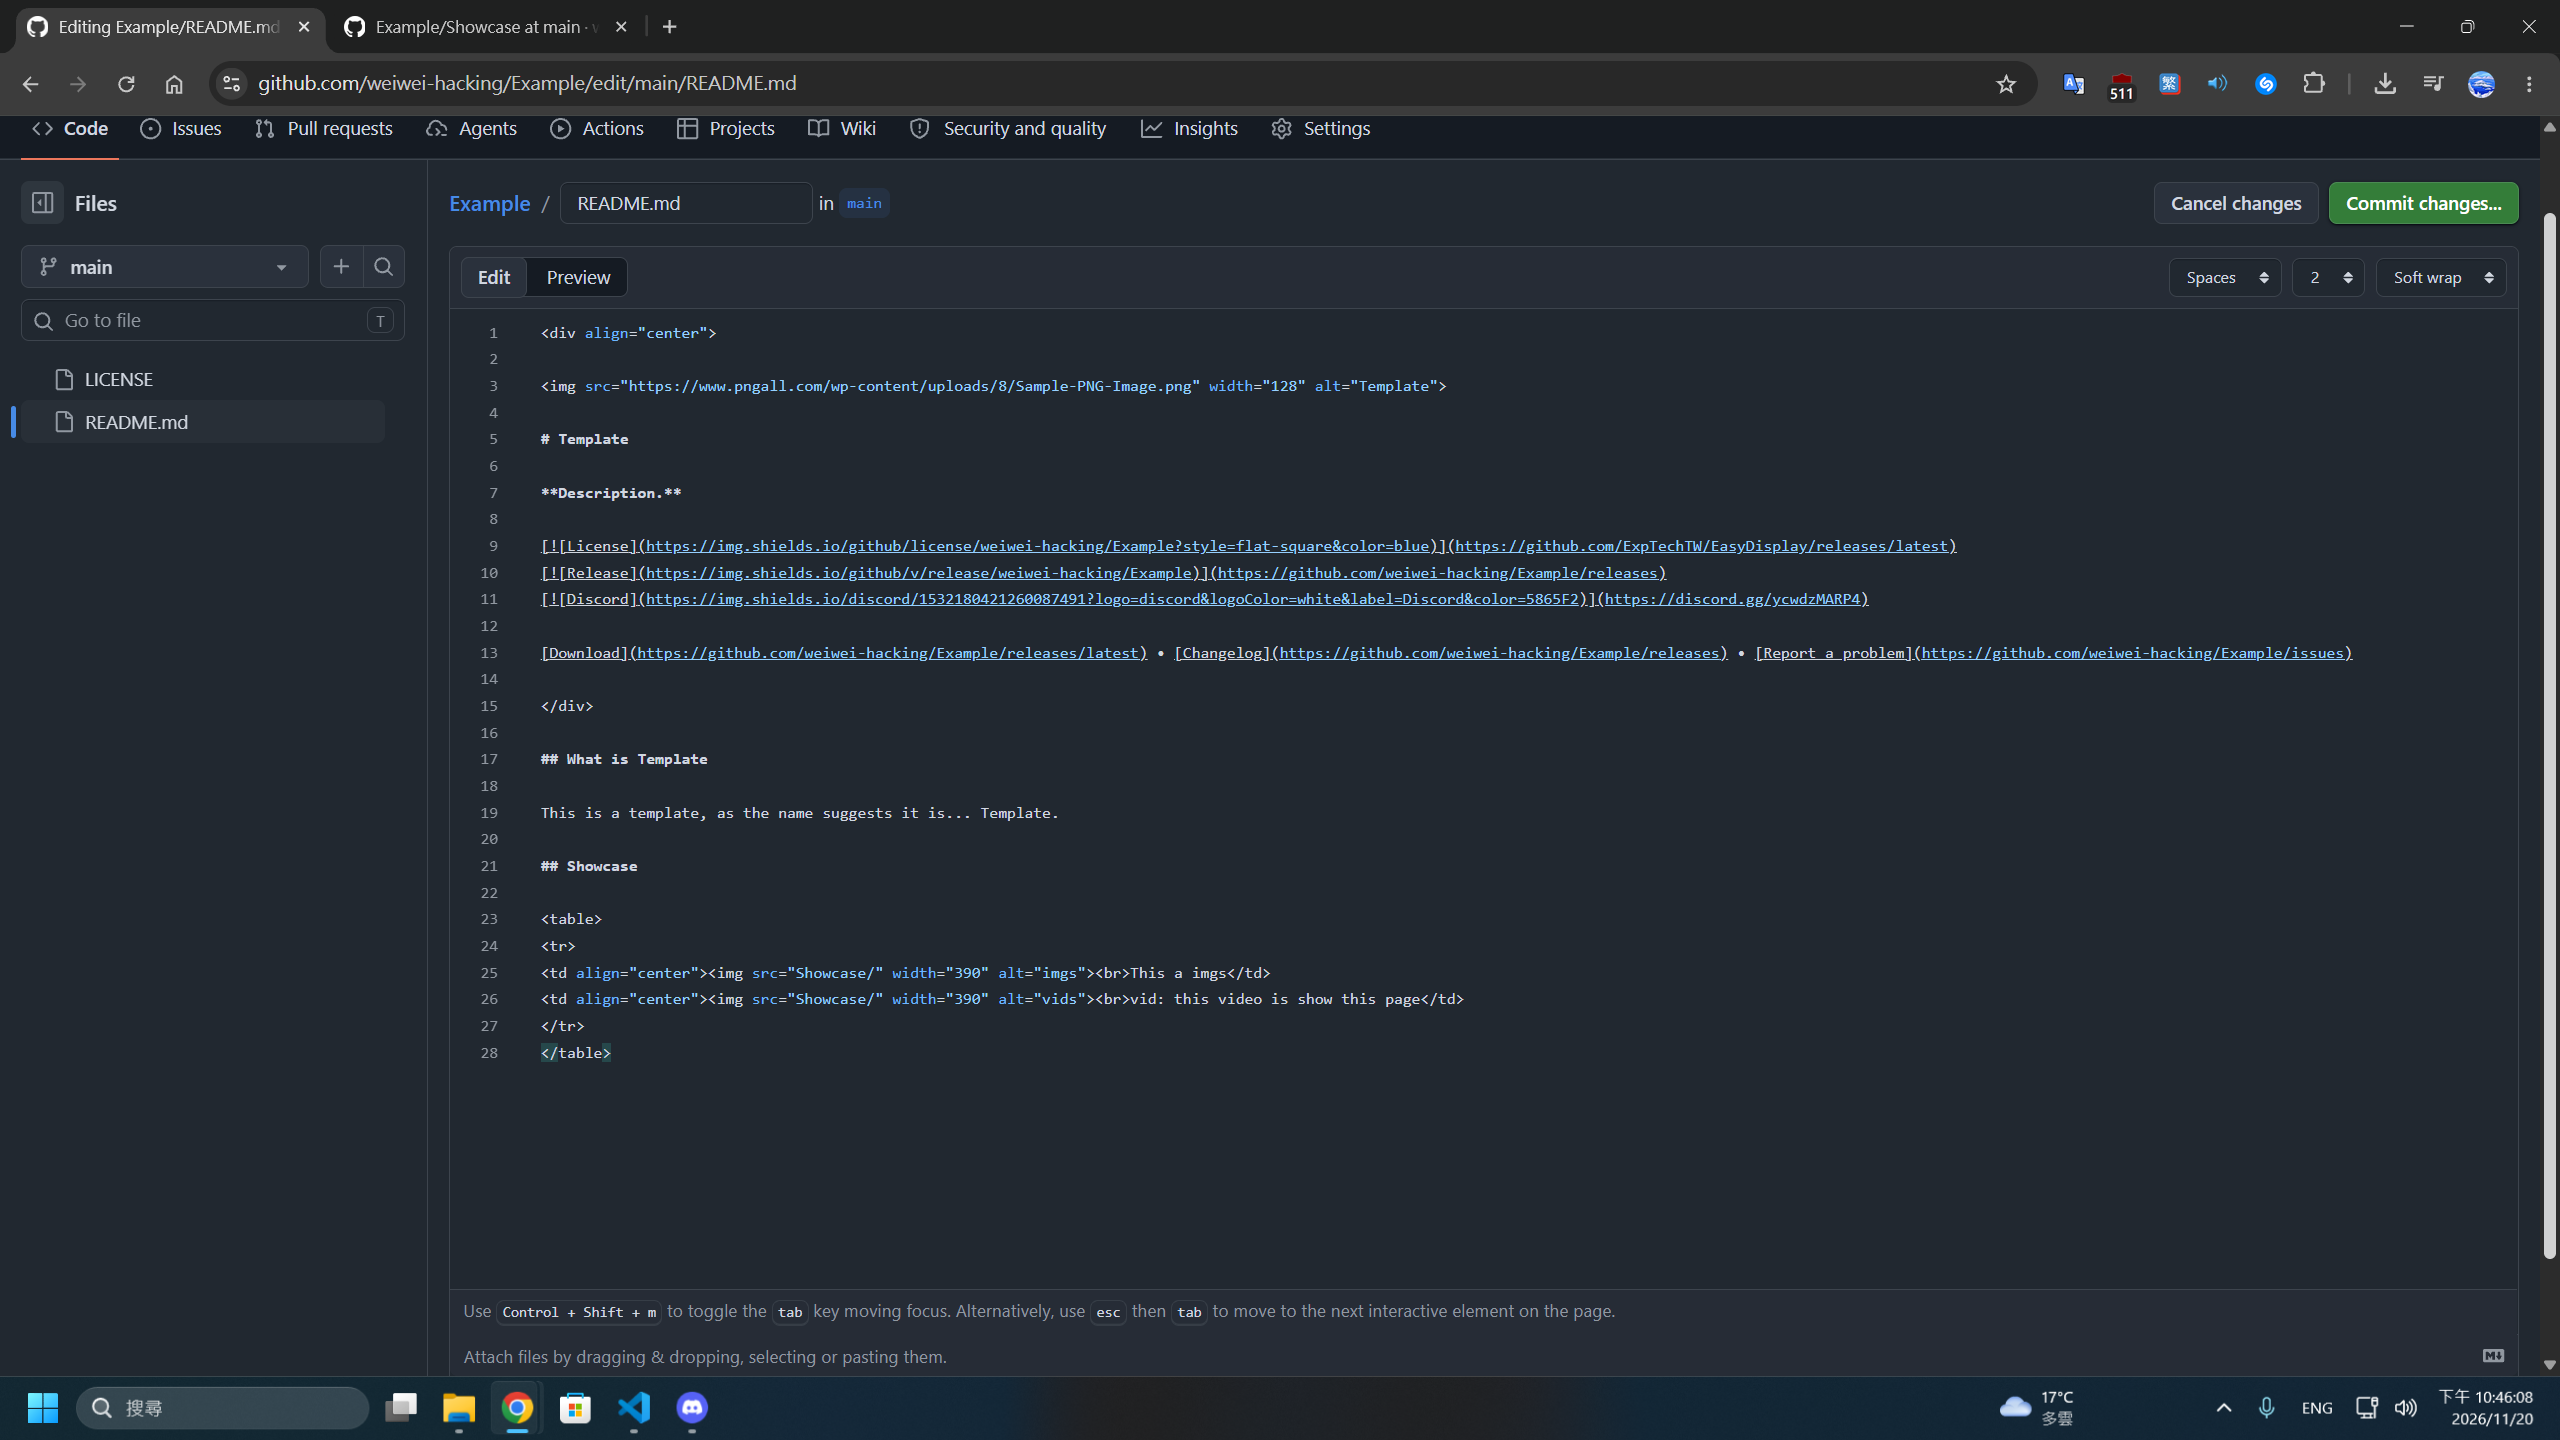 Editing Example/README.md
Example/Showcase at main ·
github.com/weiwei-hacking/Example/edit/main/README.md
511
繁
Code
Issues
Pull requests
Agents
Actions
Projects
Wiki
Security and quality
Insights
Settings
Files
Example / README.md in main
Cancel changes
Commit changes...
main
Go to file
T
LICENSE
README.md
Edit
Preview
Spaces
2
Soft wrap
1 <div align="center">
2
3 <img src="https://www.pngall.com/wp-content/uploads/8/Sample-PNG-Image.png" width="128" alt="Template">
4
5 # Template
6
7 **Description.**
8
9 [![License](https://img.shields.io/github/license/weiwei-hacking/Example?style=flat-square&color=blue)](https://github.com/ExpTechTW/EasyDisplay/releases/latest)
10 [![Release](https://img.shields.io/github/v/release/weiwei-hacking/Example)](https://github.com/weiwei-hacking/Example/releases)
11 [![Discord](https://img.shields.io/discord/1532180421260087491?logo=discord&logoColor=white&label=Discord&color=5865F2)](https://discord.gg/ycwdzMARP4)
12
13 [Download](https://github.com/weiwei-hacking/Example/releases/latest) • [Changelog](https://github.com/weiwei-hacking/Example/releases) • [Report a problem](https://github.com/weiwei-hacking/Example/issues)
14
15 </div>
16
17 ## What is Template
18
19 This is a template, as the name suggests it is... Template.
20
21 ## Showcase
22
23 <table>
24 <tr>
25 <td align="center"><img src="Showcase/" width="390" alt="imgs"><br>This a imgs</td>
26 <td align="center"><img src="Showcase/" width="390" alt="vids"><br>vid: this video is show this page</td>
27 </tr>
28 </table>
Use Control + Shift + m to toggle the tab key moving focus. Alternatively, use esc then tab to move to the next interactive element on the page.
Attach files by dragging & dropping, selecting or pasting them.
搜尋
17°C
多雲
ENG
下午 10:46:08
2026/11/20